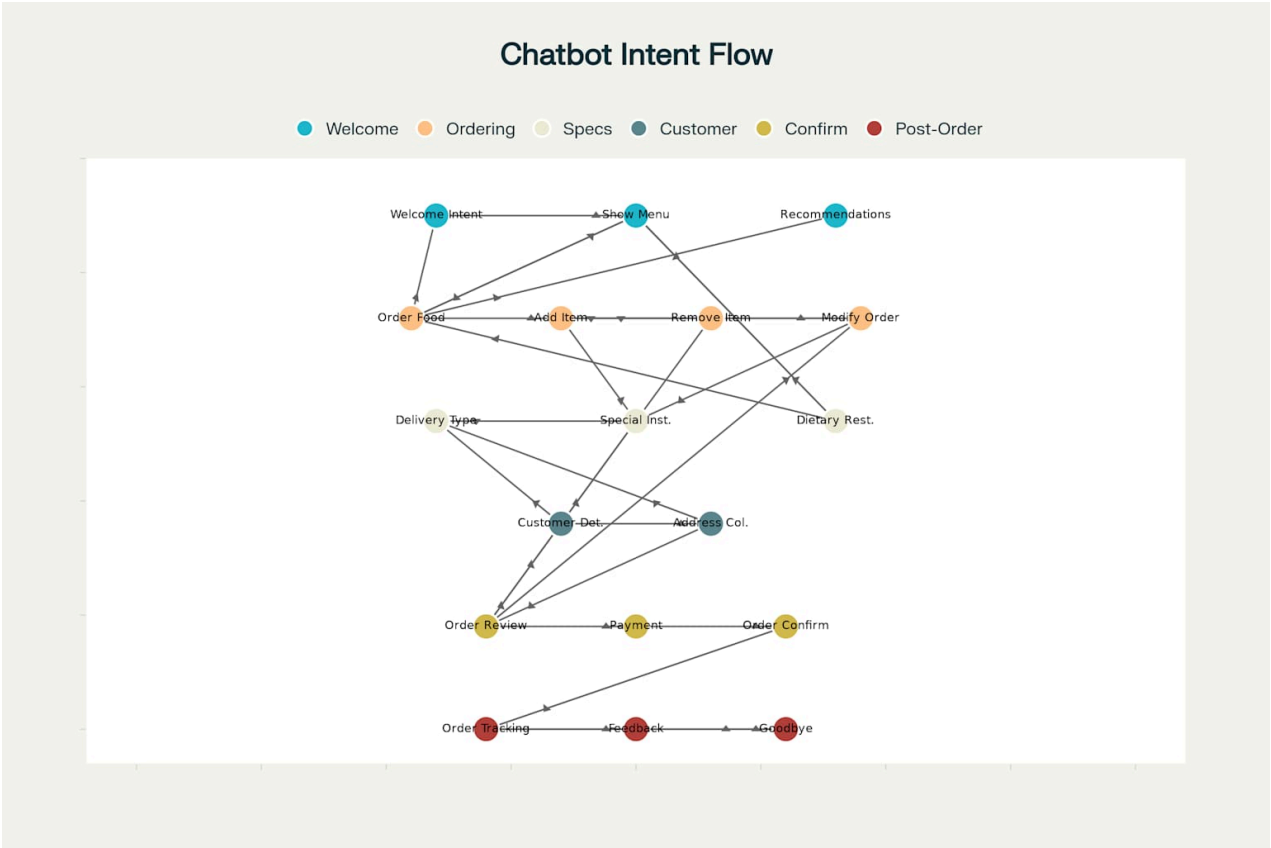 Chatbot Intent Flow
Welcome Ordering Specs Customer Confirm Post-Order
Welcome Intent Show Menu Recommendations
Order Food Add Item Remove Item Modify Order
Delivery Type Special Inst. Dietary Rest.
Customer Det. Address Col.
Order Review Payment Order Confirm
Order Tracking Feedback Goodbye